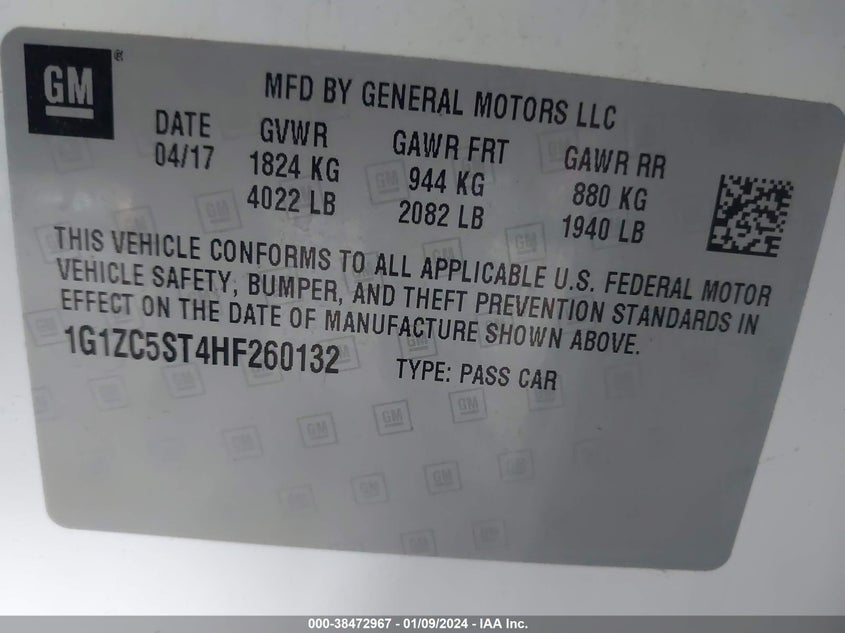 GM ®
MFD BY GENERAL MOTORS LLC
DATE GVWR GAWR FRT GAWR RR
04/17 1824 KG 944 KG 880 KG
4022 LB 2082 LB 1940 LB
THIS VEHICLE CONFORMS TO ALL APPLICABLE U.S. FEDERAL MOTOR
VEHICLE SAFETY, BUMPER, AND THEFT PREVENTION STANDARDS IN
EFFECT ON THE DATE OF MANUFACTURE SHOWN ABOVE.
1G1ZC5ST4HF260132 TYPE: PASS CAR
000-38472967 - 01/09/2024 - IAA Inc.